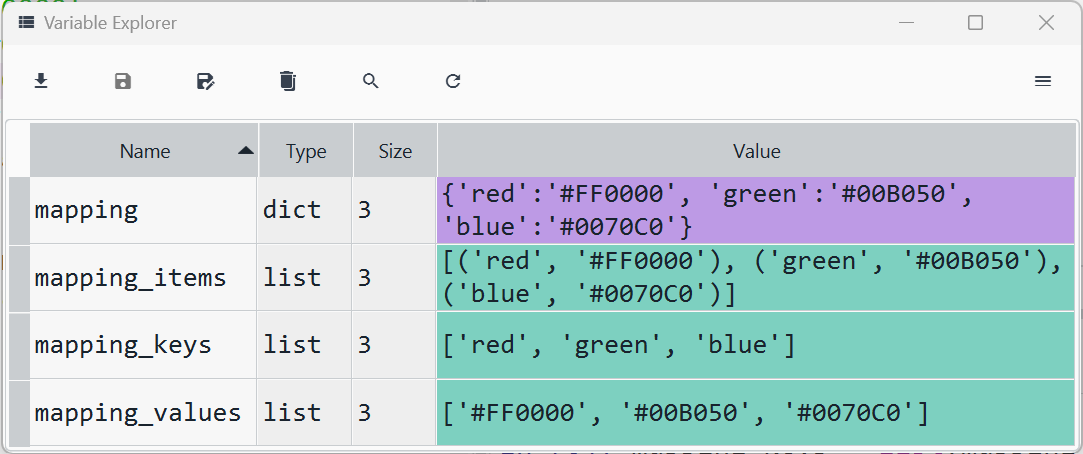 Variable Explorer
Name Type Size Value
mapping dict 3 {'red':'#FF0000', 'green':'#00B050',
'blue':'#0070C0'}
mapping_items list 3 [('red', '#FF0000'), ('green', '#00B050'),
('blue', '#0070C0')]
mapping_keys list 3 ['red', 'green', 'blue']
mapping_values list 3 ['#FF0000', '#00B050', '#0070C0']